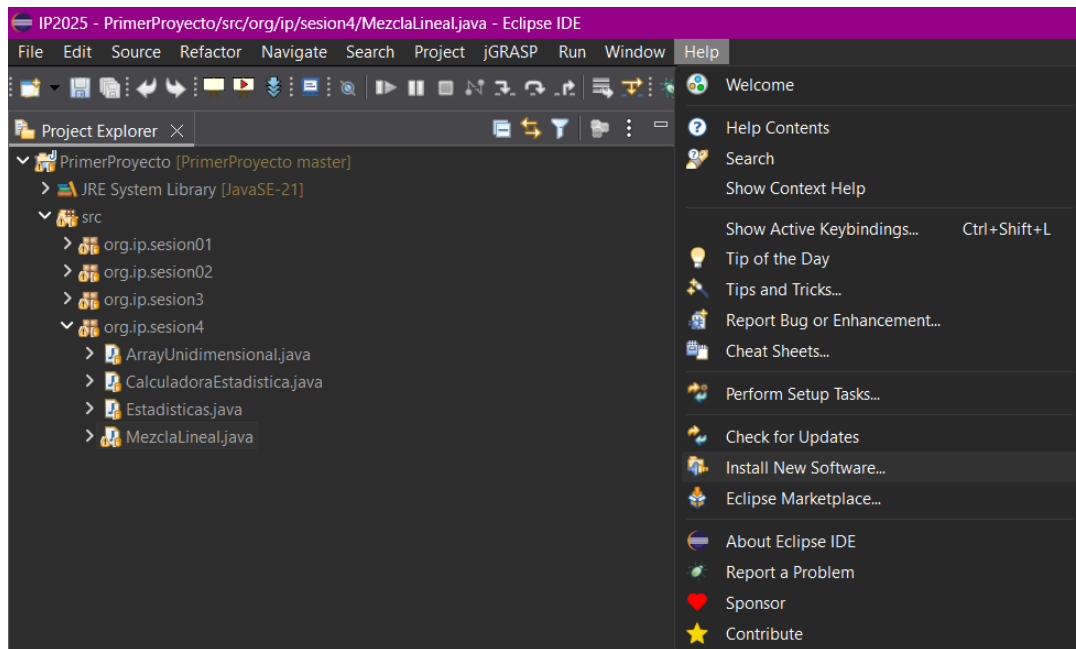 IP2025 - PrimerProyecto/src/org/ip/sesion4/MezclaLineal.java - Eclipse IDE
File Edit Source Refactor Navigate Search Project jGRASP Run Window Help
Project Explorer
PrimerProyecto [PrimerProyecto master]
JRE System Library [JavaSE-21]
src
org.ip.sesion01
org.ip.sesion02
org.ip.sesion3
org.ip.sesion4
ArrayUnidimensional.java
CalculadoraEstadistica.java
Estadisticas.java
MezclaLineal.java
Welcome
Help Contents
Search
Show Context Help
Show Active Keybindings... Ctrl+Shift+L
Tip of the Day
Tips and Tricks...
Report Bug or Enhancement...
Cheat Sheets...
Perform Setup Tasks...
Check for Updates
Install New Software...
Eclipse Marketplace...
About Eclipse IDE
Report a Problem
Sponsor
Contribute